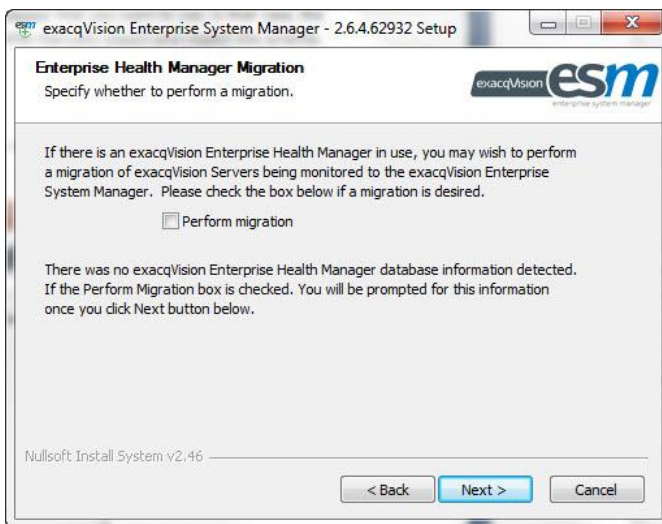 esm exacqVision Enterprise System Manager - 2.6.4.62932 Setup
Enterprise Health Manager Migration
Specify whether to perform a migration.
exacqVision esm
enterprise system manager
If there is an exacqVision Enterprise Health Manager in use, you may wish to perform
a migration of exacqVision Servers being monitored to the exacqVision Enterprise
System Manager. Please check the box below if a migration is desired.
Perform migration
There was no exacqVision Enterprise Health Manager database information detected.
If the Perform Migration box is checked. You will be prompted for this information
once you click Next button below.
Nullsoft Install System v2.46
< Back Next > Cancel